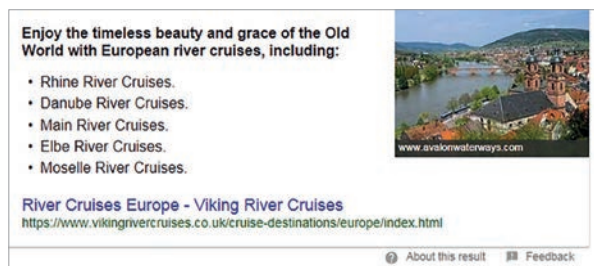 Enjoy the timeless beauty and grace of the Old
World with European river cruises, including:
• Rhine River Cruises.
• Danube River Cruises.
• Main River Cruises.
• Elbe River Cruises.
• Moselle River Cruises.
www.avalonwaterways.com
River Cruises Europe - Viking River Cruises
https://www.vikingrivercruises.co.uk/cruise-destinations/europe/index.html
About this result Feedback